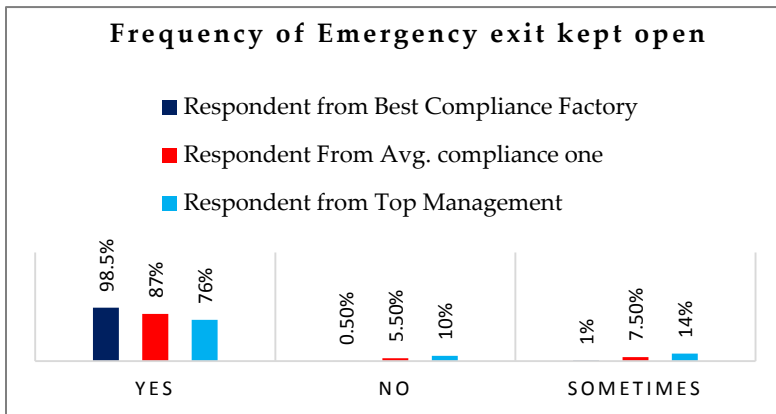 Frequency of Emergency exit kept open
Respondent from Best Compliance Factory
Respondent From Avg. compliance one
Respondent from Top Management
98.5%
87%
76%
0.50%
5.50%
10%
1%
7.50%
14%
YES
NO
SOMETIMES